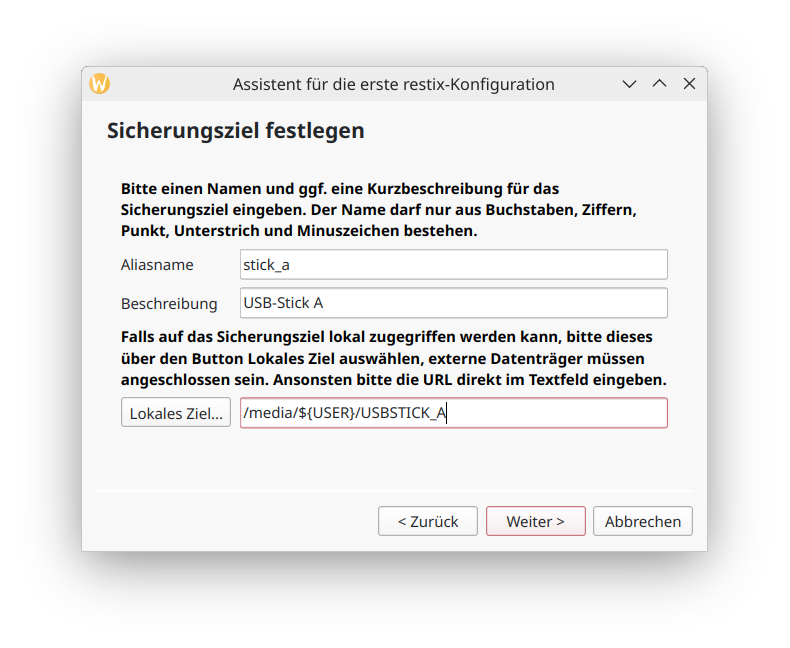 W
Assistent für die erste restix-Konfiguration
Sicherungsziel festlegen
Bitte einen Namen und ggf. eine Kurzbeschreibung für das
Sicherungsziel eingeben. Der Name darf nur aus Buchstaben, Ziffern,
Punkt, Unterstrich und Minuszeichen bestehen.
Aliasname stick_a
Beschreibung USB-Stick A
Falls auf das Sicherungsziel lokal zugegriffen werden kann, bitte dieses
über den Button Lokales Ziel auswählen, externe Datenträger müssen
angeschlossen sein. Ansonsten bitte die URL direkt im Textfeld eingeben.
Lokales Ziel... /media/${USER}/USBSTICK_A
< Zurück Weiter > Abbrechen